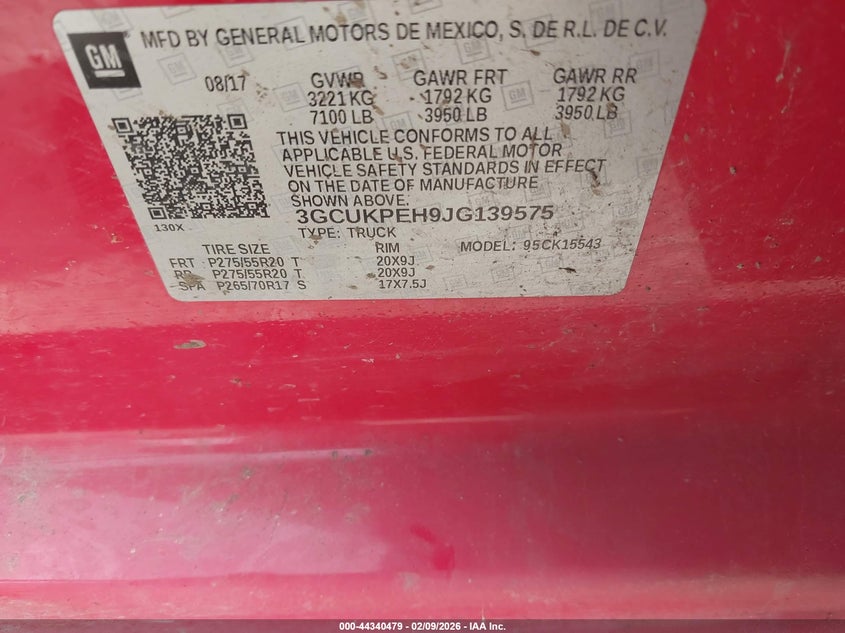 GM
MFD BY GENERAL MOTORS DE MEXICO, S. DE R.L. DE C.V.
08/17 GVWR GAWR FRT GAWR RR
3221 KG 1792 KG 1792 KG
7100 LB 3950 LB 3950 LB
THIS VEHICLE CONFORMS TO ALL
APPLICABLE U.S. FEDERAL MOTOR
VEHICLE SAFETY STANDARDS IN EFFECT
ON THE DATE OF MANUFACTURE
SHOWN ABOVE.
130X
3GCUKPEH9JG139575
TYPE: TRUCK MODEL: 95CK15543
TIRE SIZE RIM
FRT P275/55R20 T 20X9J
RR P275/55R20 T 20X9J
SPA P265/70R17 S 17X7.5J
000-44340479 - 02/09/2026 - IAA Inc.